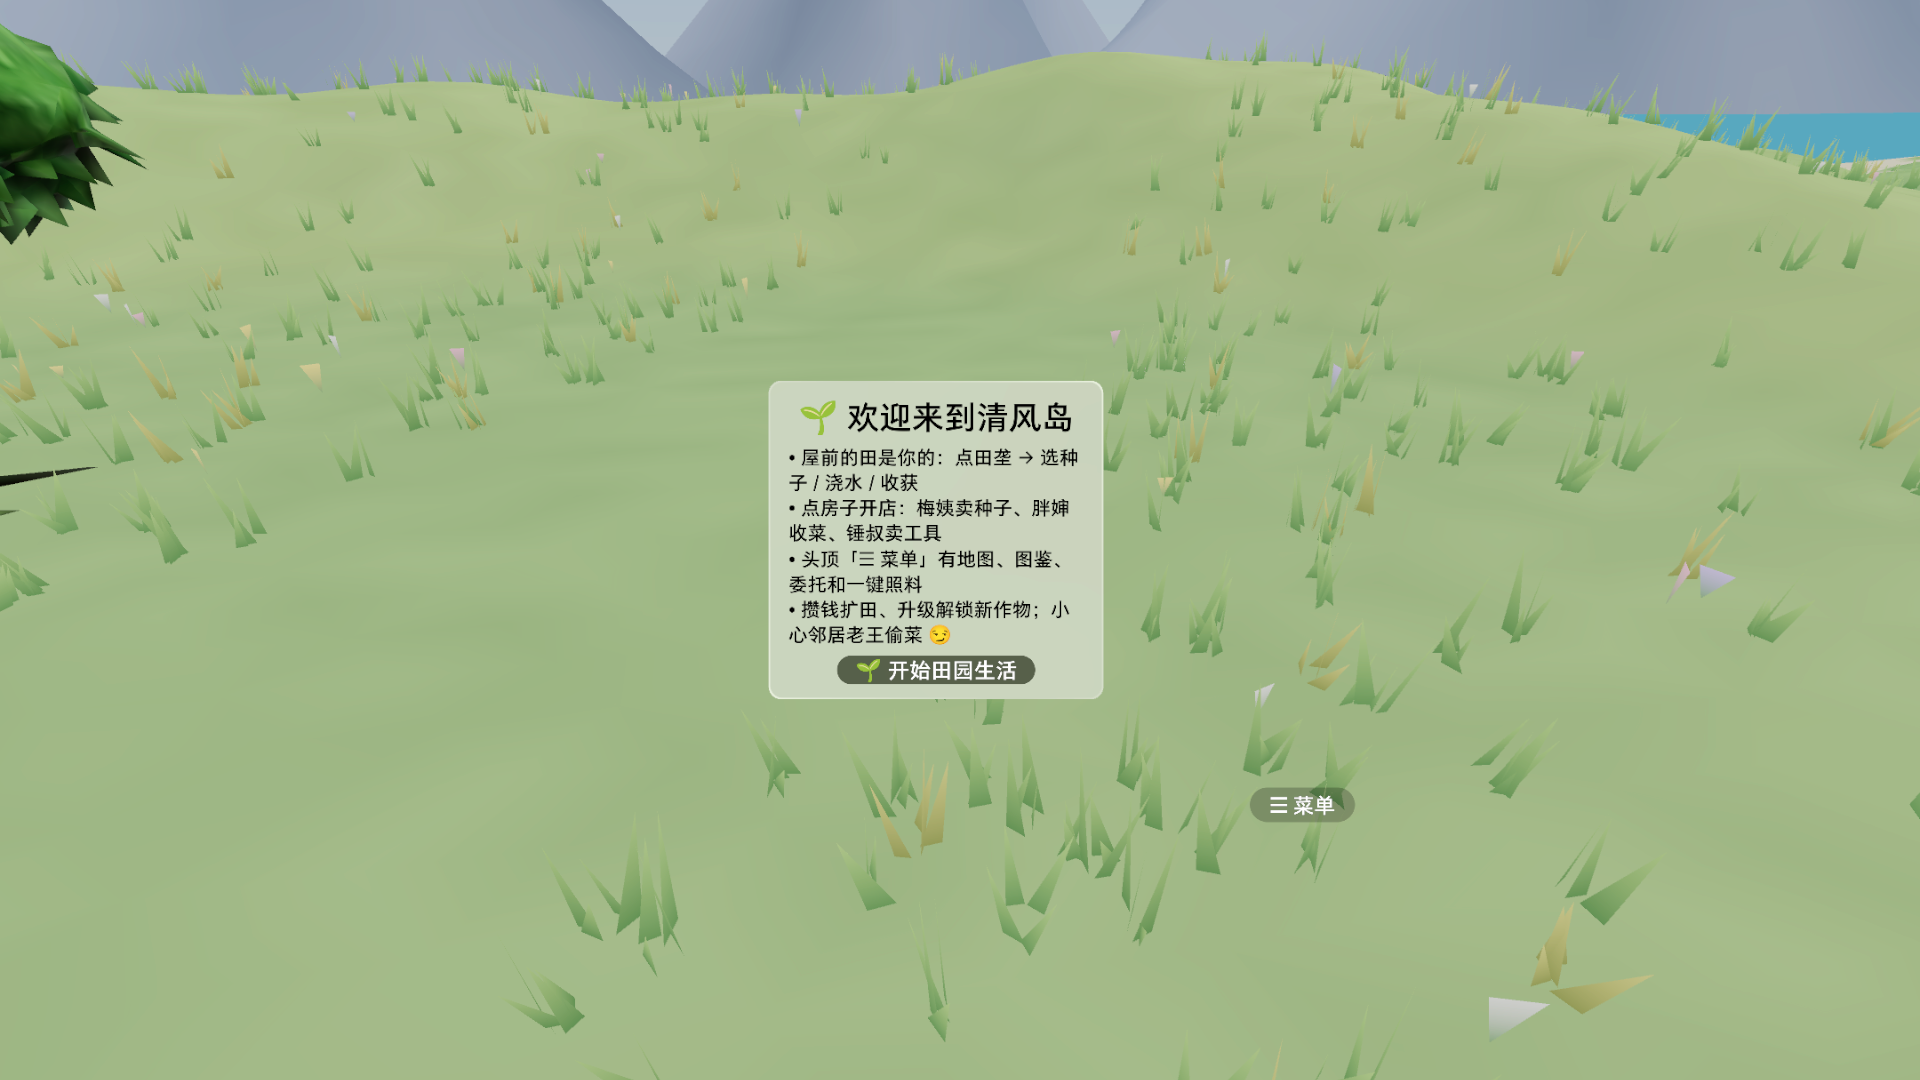 🌱 欢迎来到清风岛
• 屋前的田是你的：点田垄 → 选种
子 / 浇水 / 收获
• 点房子开店：梅姨卖种子、胖婶
收菜、锤叔卖工具
• 头顶「☰ 菜单」有地图、图鉴、
委托和一键照料
• 攒钱扩田、升级解锁新作物；小
心邻居老王偷菜 😏
🌱 开始田园生活
☰ 菜单